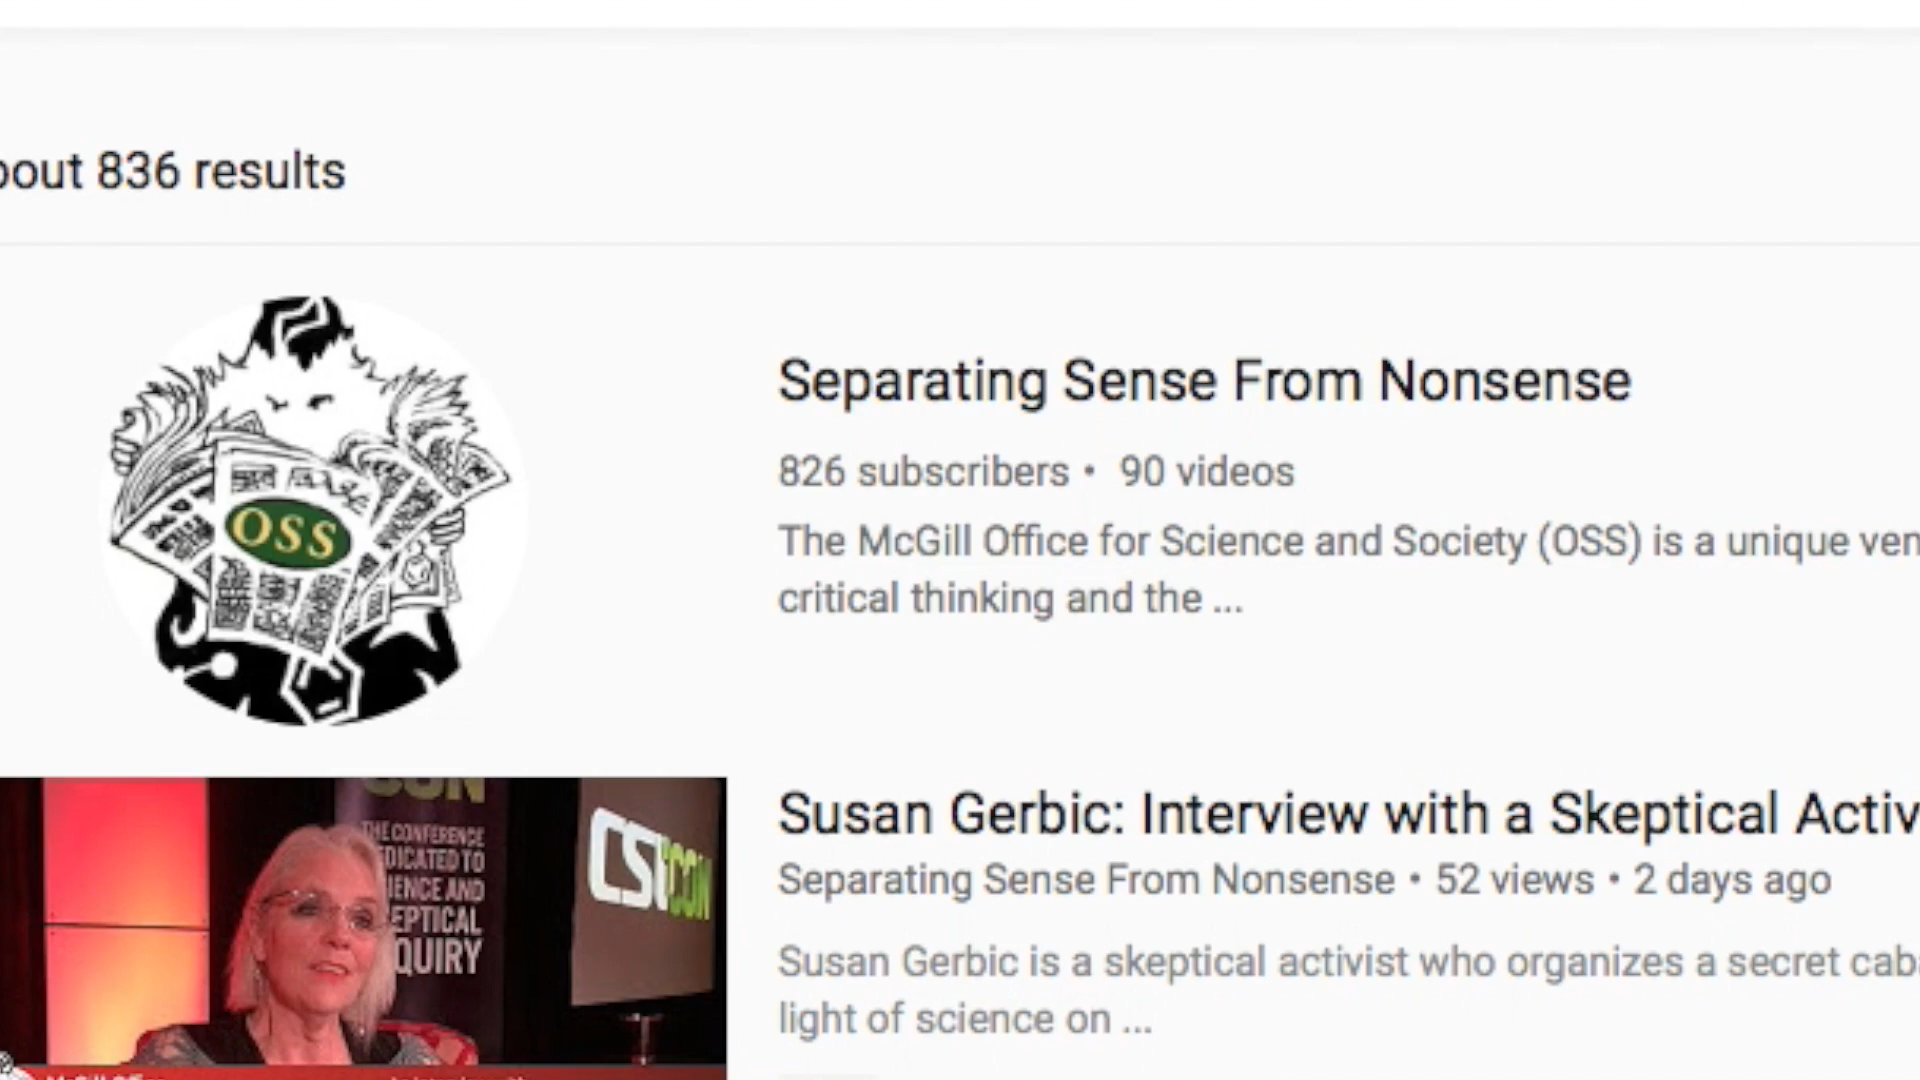 bout 836 results
OSS
Separating Sense From Nonsense
826 subscribers • 90 videos
The McGill Office for Science and Society (OSS) is a unique ven
critical thinking and the ...
CON
THE CONFERENCE
DEDICATED TO
IENCE AND
EPTICAL
QUIRY
CSICON
Susan Gerbic: Interview with a Skeptical Activ
Separating Sense From Nonsense • 52 views • 2 days ago
Susan Gerbic is a skeptical activist who organizes a secret caba
light of science on ...